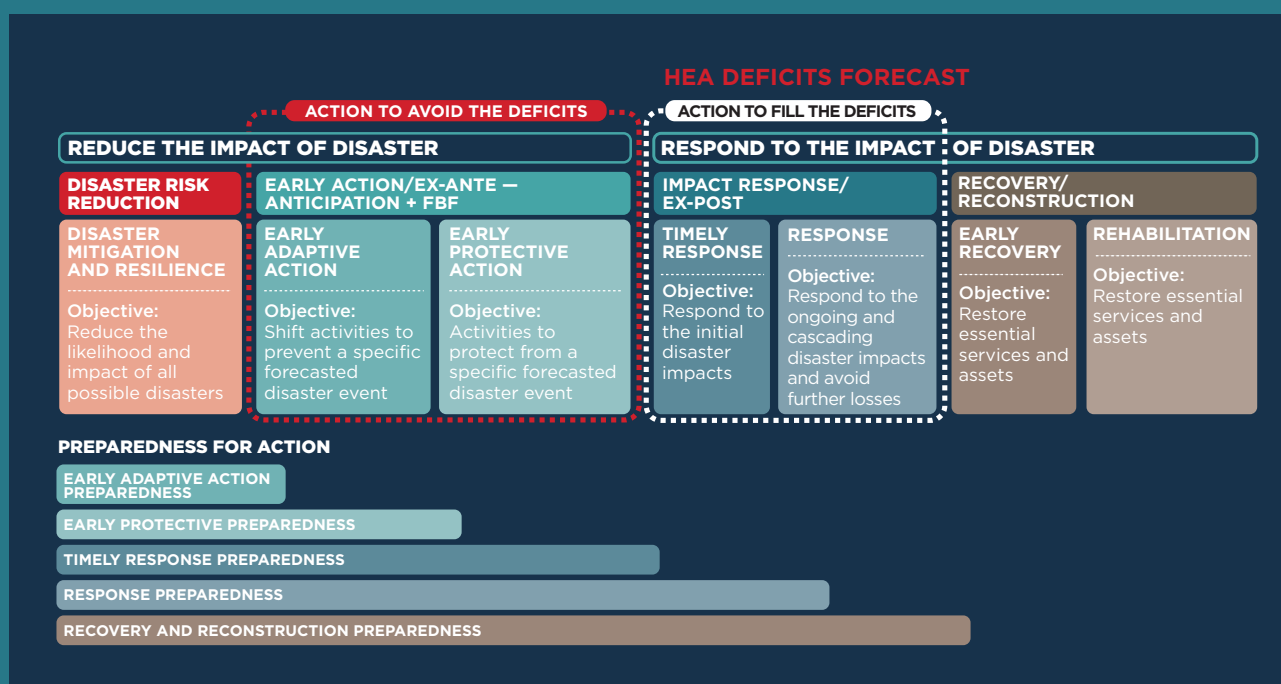 HEA DEFICITS FORECAST
ACTION TO AVOID THE DEFICITS
ACTION TO FILL THE DEFICITS
REDUCE THE IMPACT OF DISASTER
RESPOND TO THE IMPACT OF DISASTER
DISASTER RISK
REDUCTION
EARLY ACTION/EX-ANTE —
ANTICIPATION + FBF
IMPACT RESPONSE/
EX-POST
RECOVERY/
RECONSTRUCTION
DISASTER
MITIGATION
AND RESILIENCE
Objective:
Reduce the
likelihood and
impact of all
possible disasters
EARLY
ADAPTIVE
ACTION
Objective:
Shift activities to
prevent a specific
forecasted
disaster event
EARLY
PROTECTIVE
ACTION
Objective:
Activities to
protect from a
specific forecasted
disaster event
TIMELY
RESPONSE
Objective:
Respond to
the initial
disaster
impacts
RESPONSE
Objective:
Respond to the
ongoing and
cascading
disaster impacts
and avoid
further losses
EARLY
RECOVERY
Objective:
Restore
essential
services and
assets
REHABILITATION
Objective:
Restore essential
services and
assets
PREPAREDNESS FOR ACTION
EARLY ADAPTIVE ACTION
PREPAREDNESS
EARLY PROTECTIVE PREPAREDNESS
TIMELY RESPONSE PREPAREDNESS
RESPONSE PREPAREDNESS
RECOVERY AND RECONSTRUCTION PREPAREDNESS